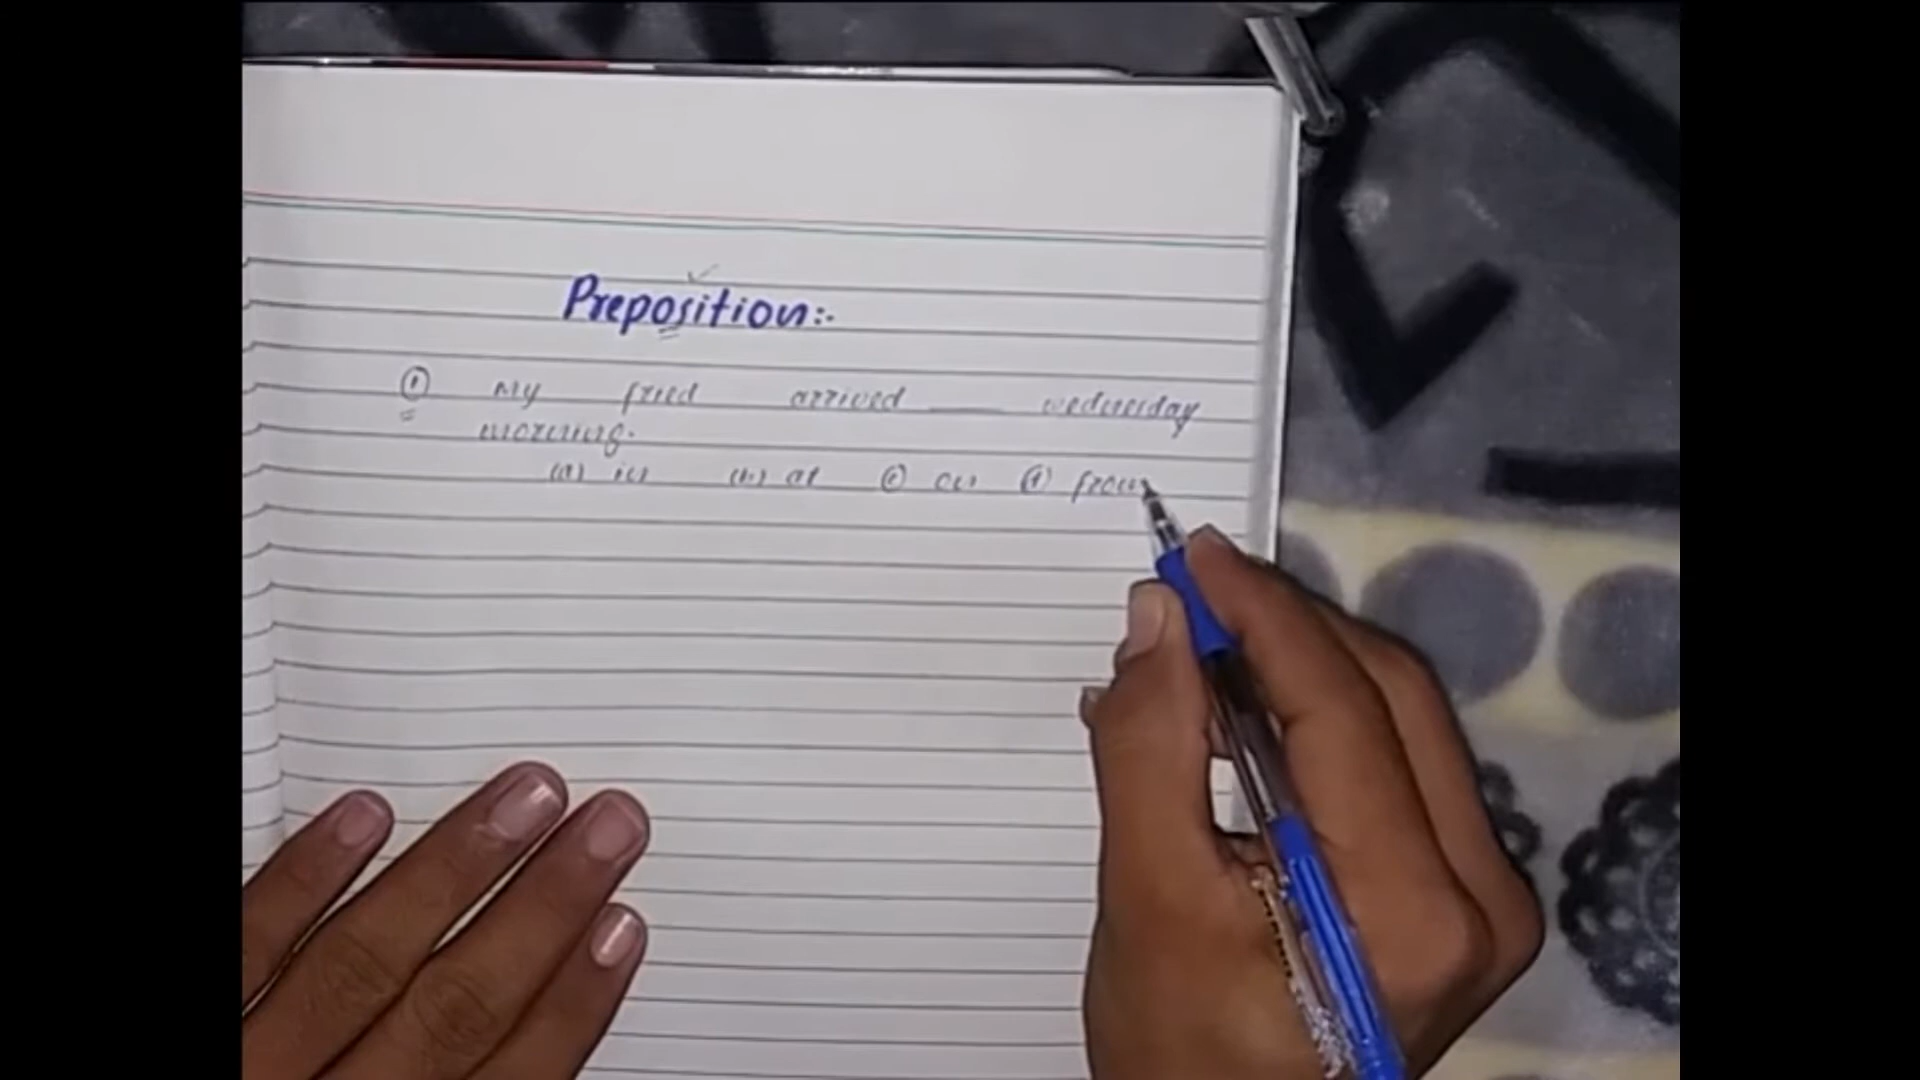 Preposition:-
① My fried arrived ___ wednesday
morning.
(a) in (b) at (c) on (d) from